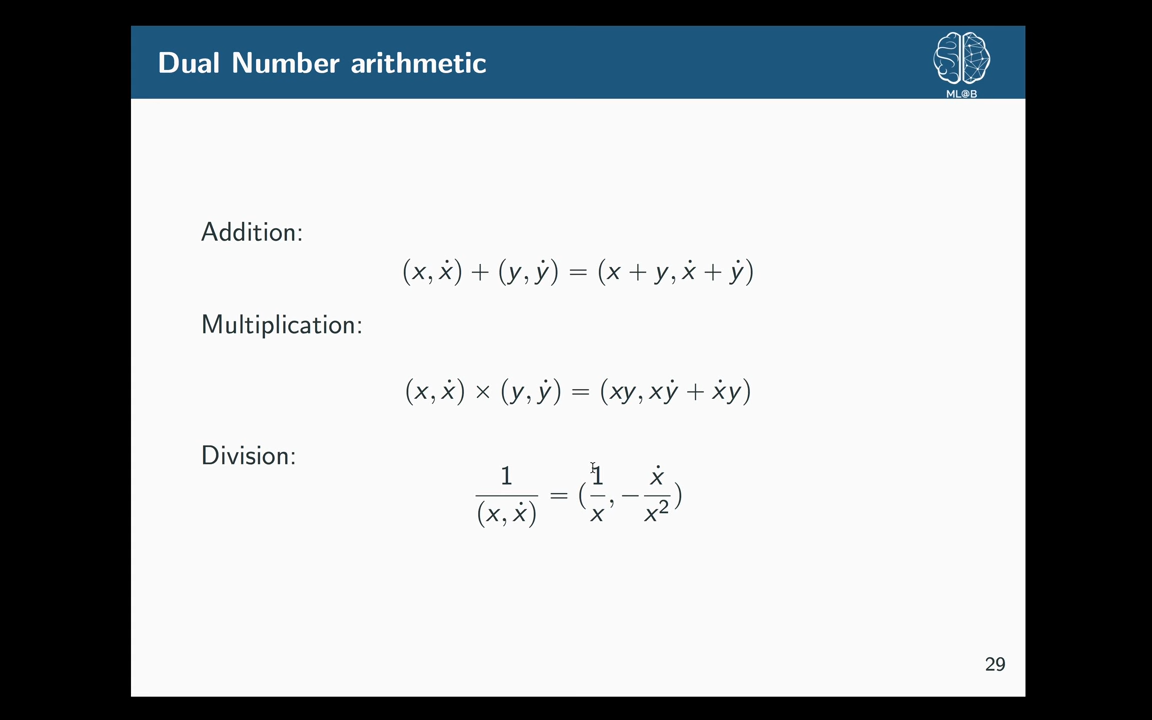 Dual Number arithmetic
ML@B
Addition:
(x, ẋ) + (y, ẏ) = (x + y, ẋ + ẏ)
Multiplication:
(x, ẋ) × (y, ẏ) = (xy, xẏ + ẋy)
Division:
1/(x, ẋ) = (1/x, −ẋ/x²)
29